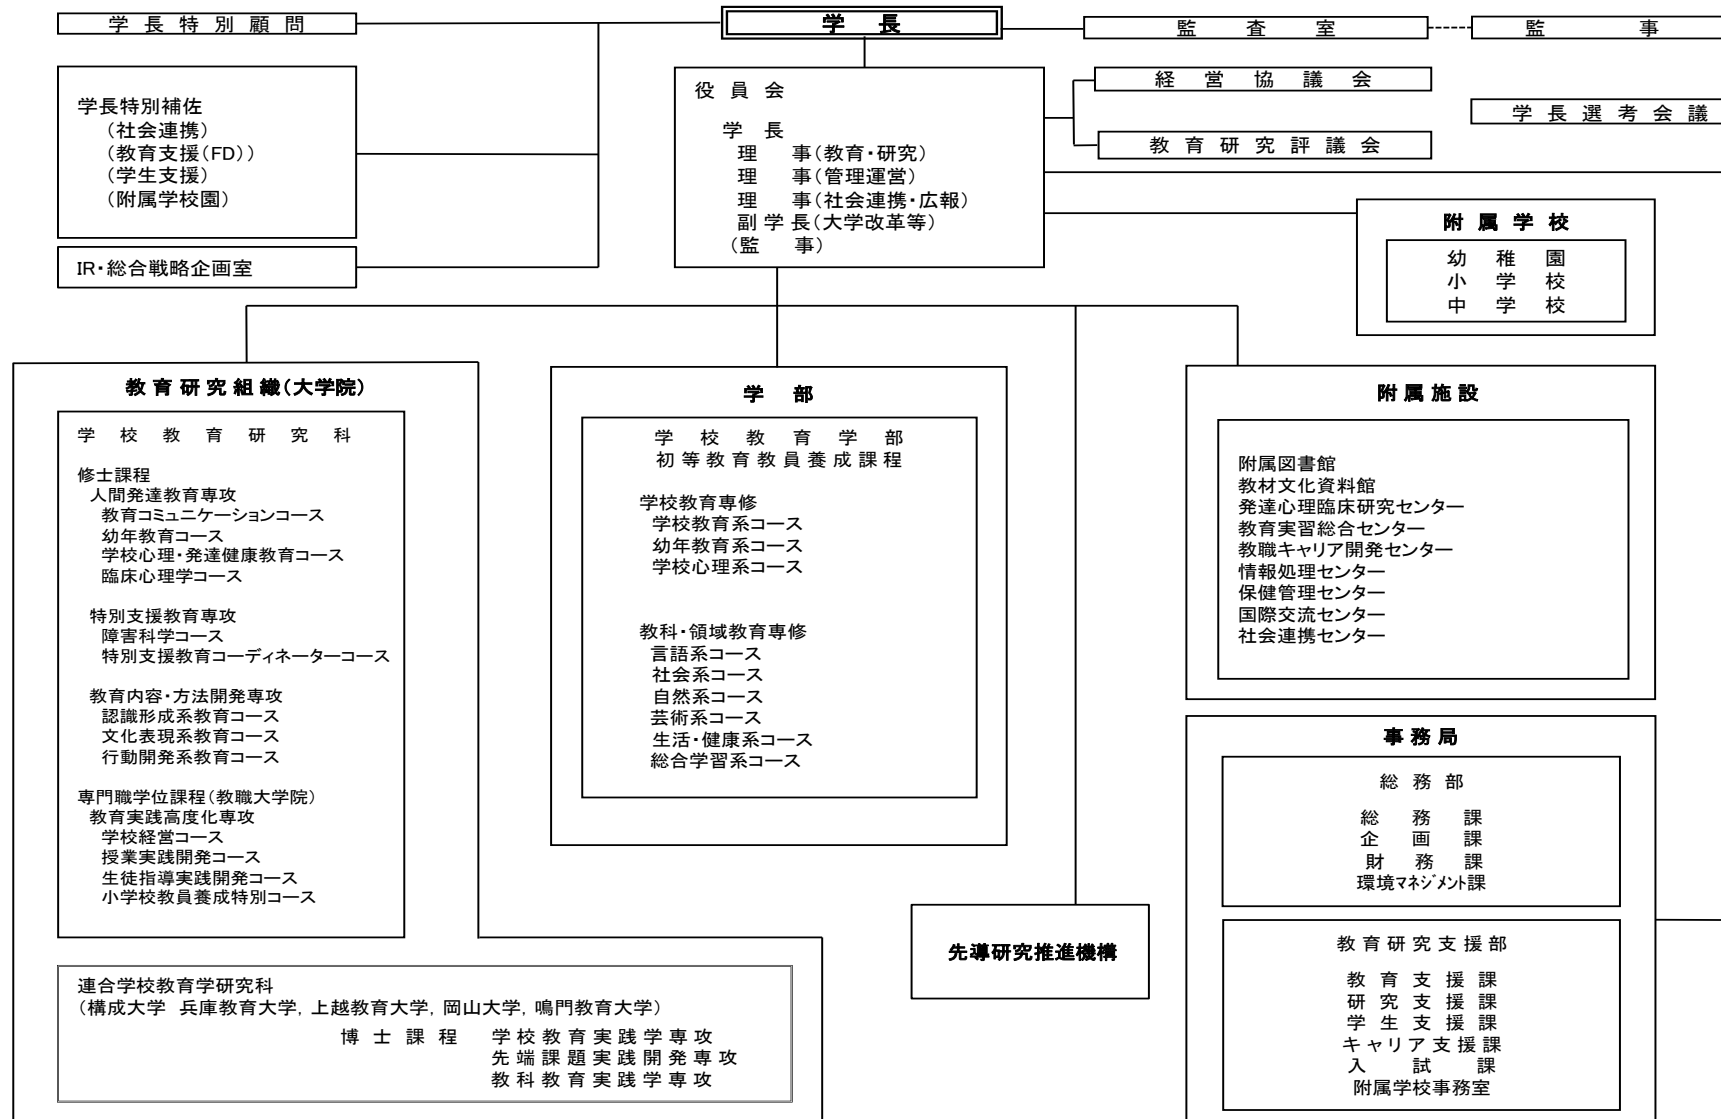 学長特別顧問
学長
監査室
監事
学長特別補佐
(社会連携)
(教育支援(FD))
(学生支援)
(附属学校園)
IR・総合戦略企画室
役員会
学長
理事(教育・研究)
理事(管理運営)
理事(社会連携・広報)
副学長(大学改革等)
(監事)
経営協議会
教育研究評議会
学長選考会議
附属学校
幼稚園
小学校
中学校
教育研究組織(大学院)
学校教育研究科
修士課程
人間発達教育専攻
教育コミュニケーションコース
幼年教育コース
学校心理・発達健康教育コース
臨床心理学コース
特別支援教育専攻
障害科学コース
特別支援教育コーディネーターコース
教育内容・方法開発専攻
認識形成系教育コース
文化表現系教育コース
行動開発系教育コース
専門職学位課程(教職大学院)
教育実践高度化専攻
学校経営コース
授業実践開発コース
生徒指導実践開発コース
小学校教員養成特別コース
連合学校教育学研究科
(構成大学 兵庫教育大学, 上越教育大学, 岡山大学, 鳴門教育大学)
博士課程 学校教育実践学専攻
先端課題実践開発専攻
教科教育実践学専攻
学部
学校教育学部
初等教育教員養成課程
学校教育専修
学校教育系コース
幼年教育系コース
学校心理系コース
教科・領域教育専修
言語系コース
社会系コース
自然系コース
芸術系コース
生活・健康系コース
総合学習系コース
先導研究推進機構
附属施設
附属図書館
教材文化資料館
発達心理臨床研究センター
教育実習総合センター
教職キャリア開発センター
情報処理センター
保健管理センター
国際交流センター
社会連携センター
事務局
総務部
総務課
企画課
財務課
環境マネジメント課
教育研究支援部
教育支援課
研究支援課
学生支援課
キャリア支援課
入試課
附属学校事務室